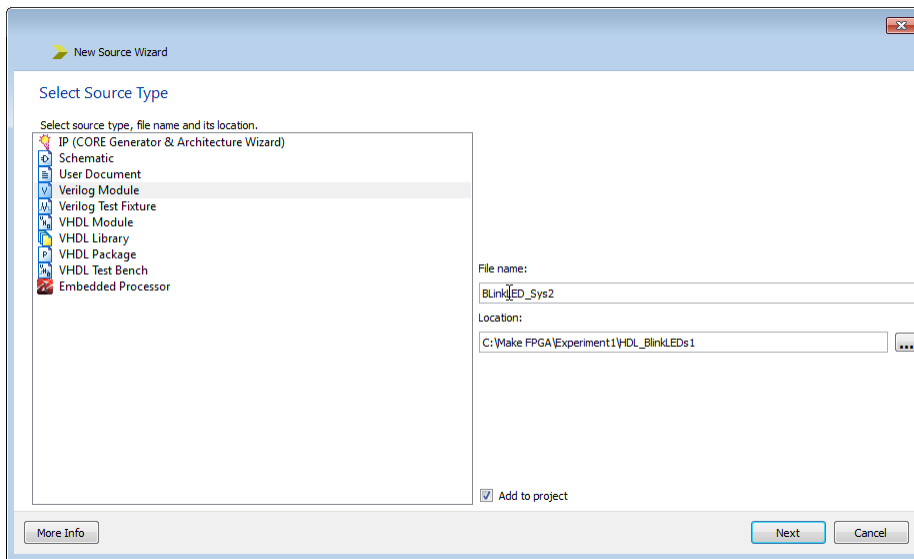 New Source Wizard
Select Source Type
Select source type, file name and its location.
IP (CORE Generator & Architecture Wizard)
Schematic
User Document
Verilog Module
Verilog Test Fixture
VHDL Module
VHDL Library
VHDL Package
VHDL Test Bench
Embedded Processor
File name:
BLinkLED_Sys2
Location:
C:\Make FPGA\Experiment1\HDL_BlinkLEDs1
...
Add to project
More Info
Next
Cancel